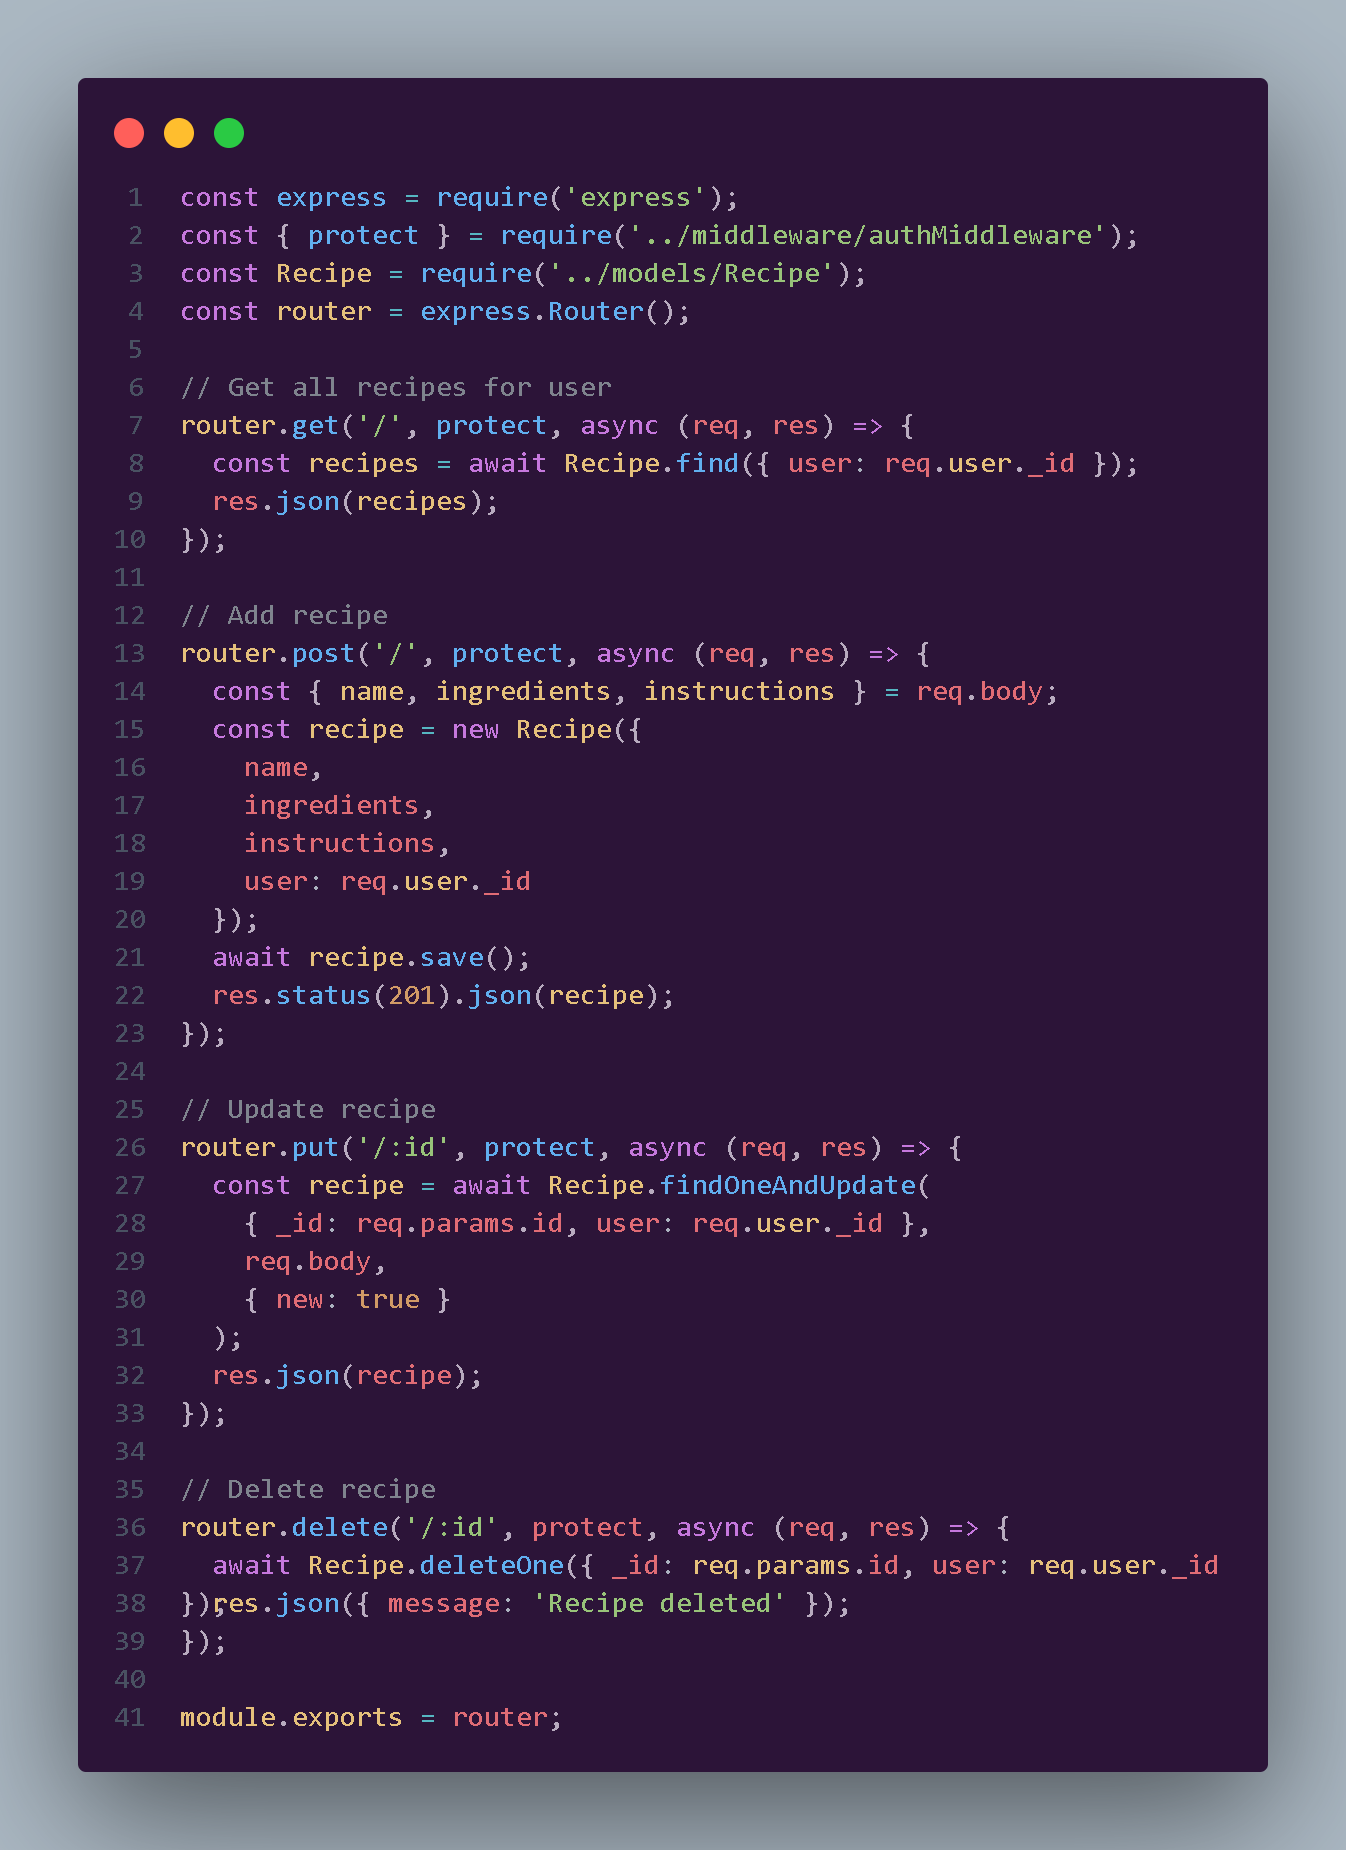 1 const express = require('express');
2 const { protect } = require('../middleware/authMiddleware');
3 const Recipe = require('../models/Recipe');
4 const router = express.Router();
5
6 // Get all recipes for user
7 router.get('/', protect, async (req, res) => {
8   const recipes = await Recipe.find({ user: req.user._id });
9   res.json(recipes);
10 });
11
12 // Add recipe
13 router.post('/', protect, async (req, res) => {
14   const { name, ingredients, instructions } = req.body;
15   const recipe = new Recipe({
16     name,
17     ingredients,
18     instructions,
19     user: req.user._id
20   });
21   await recipe.save();
22   res.status(201).json(recipe);
23 });
24
25 // Update recipe
26 router.put('/:id', protect, async (req, res) => {
27   const recipe = await Recipe.findOneAndUpdate(
28     { _id: req.params.id, user: req.user._id },
29     req.body,
30     { new: true }
31   );
32   res.json(recipe);
33 });
34
35 // Delete recipe
36 router.delete('/:id', protect, async (req, res) => {
37   await Recipe.deleteOne({ _id: req.params.id, user: req.user._id
38 }); res.json({ message: 'Recipe deleted' });
39 });
40
41 module.exports = router;